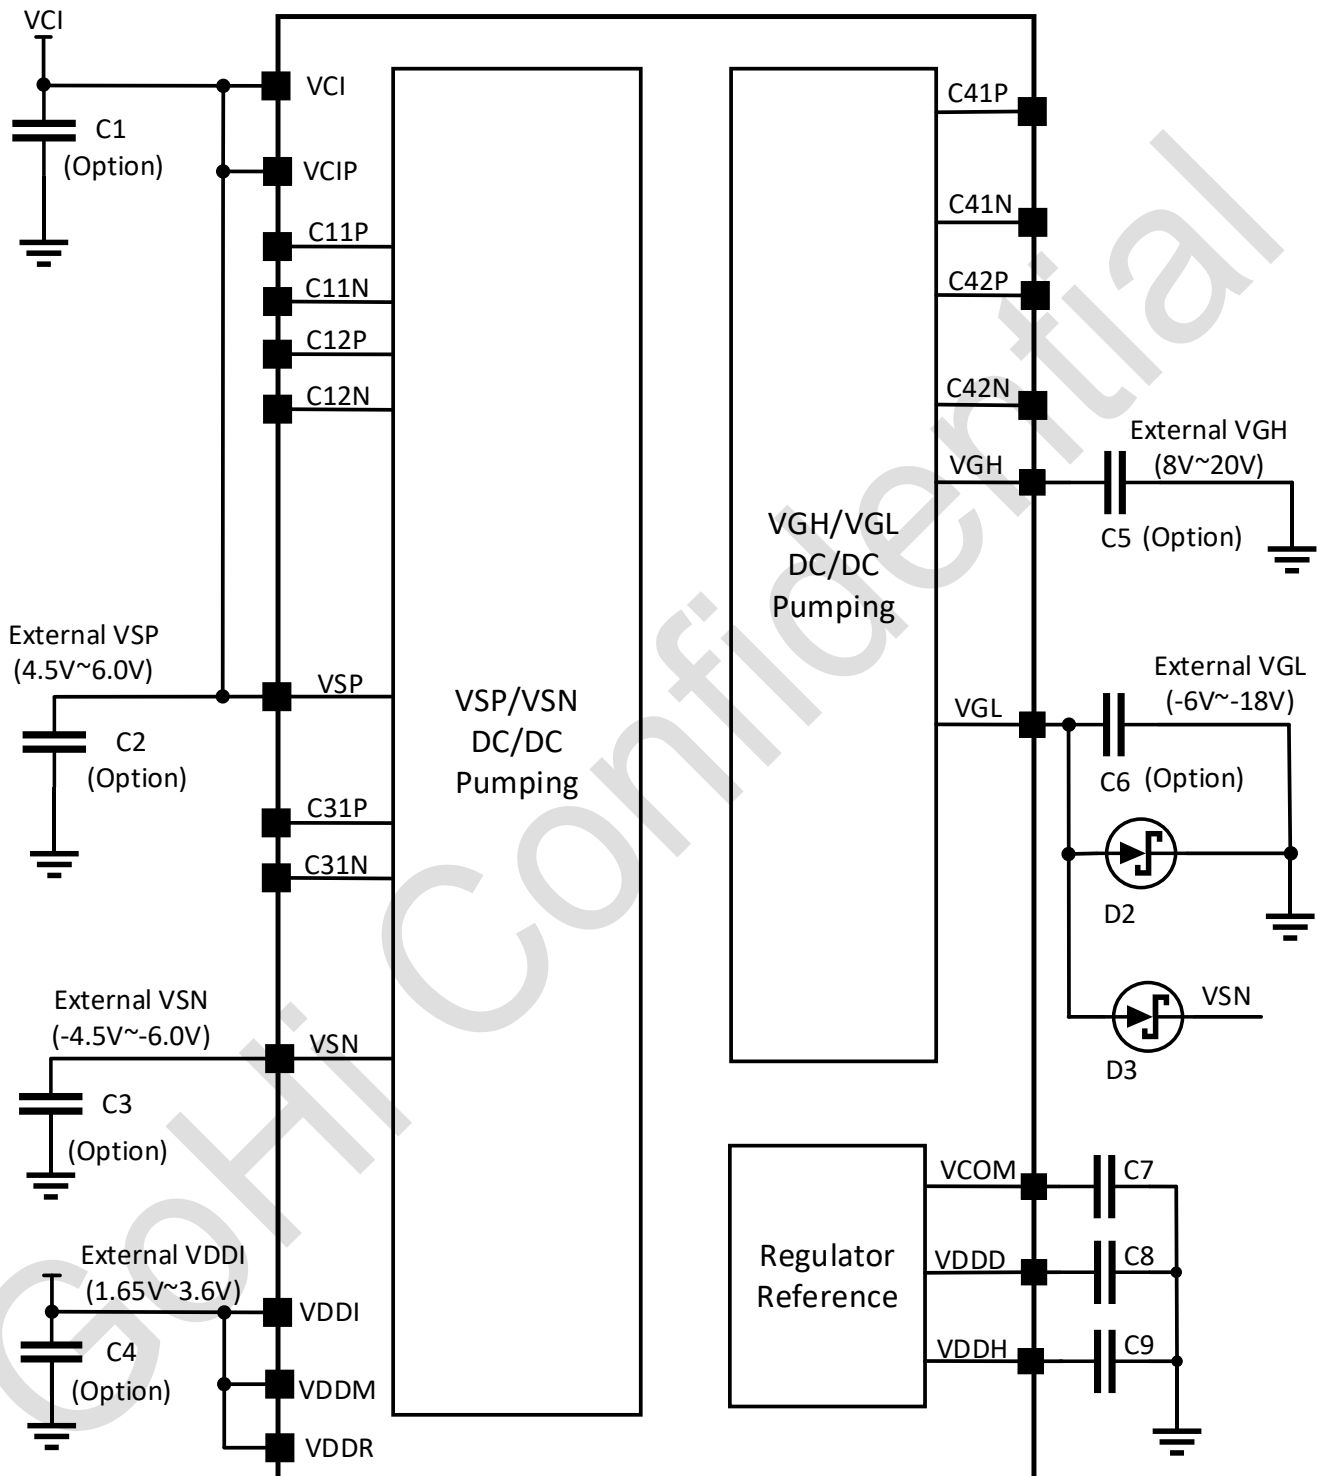 VCI
VCI
C1
(Option)
VCIP
C11P
C11N
C12P
C12N
External VSP
(4.5V~6.0V)
VSP
C2
(Option)
VSP/VSN
DC/DC
Pumping
C31P
C31N
External VSN
(-4.5V~-6.0V)
VSN
C3
(Option)
External VDDI
(1.65V~3.6V)
VDDI
C4
(Option)
VDDM
VDDR
C41P
C41N
C42P
C42N
External VGH
(8V~20V)
VGH
C5 (Option)
VGH/VGL
DC/DC
Pumping
External VGL
(-6V~-18V)
VGL
C6 (Option)
D2
VSN
D3
VCOM
C7
Regulator
Reference
VDDD
C8
VDDH
C9
GoHi Confidential